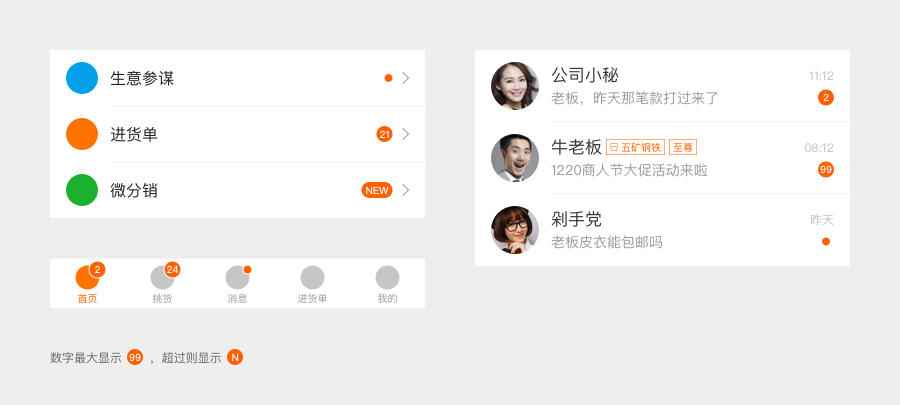 生意参谋
进货单
21
微分销
NEW
2
24
首页 挑货 消息 进货单 我的
数字最大显示 99 ，超过则显示 N
公司小秘 11:12
老板，昨天那笔款打过来了 2
牛老板 五矿钢铁 至尊 08:12
1220商人节大促活动来啦 99
剁手党 昨天
老板皮衣能包邮吗